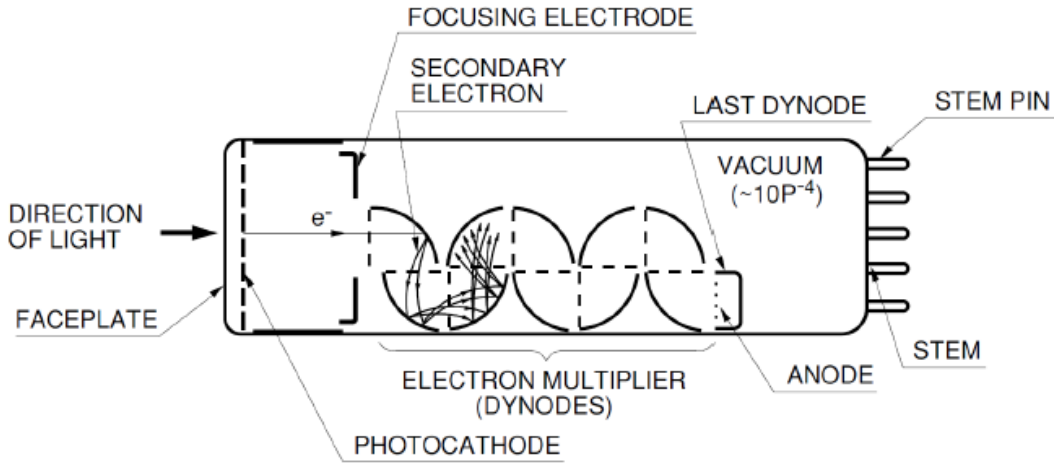 FOCUSING ELECTRODE
SECONDARY
ELECTRON
LAST DYNODE
STEM PIN
VACUUM
(~10P⁻⁴)
DIRECTION
OF LIGHT
e⁻
FACEPLATE
STEM
ANODE
ELECTRON MULTIPLIER
(DYNODES)
PHOTOCATHODE